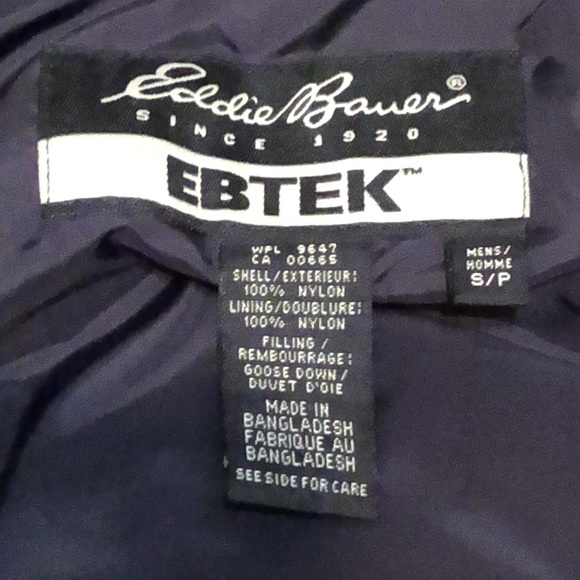 Eddie Bauer®
SINCE 1920
EBTEK™
WPL 9647
CA 00665
SHELL/EXTERIEUR:
100% NYLON
LINING/DOUBLURE:
100% NYLON
FILLING/
REMBOURRAGE:
GOOSE DOWN/
DUVET D'OIE
MADE IN
BANGLADESH
FABRIQUE AU
BANGLADESH
SEE SIDE FOR CARE
MENS/
HOMME
S/P